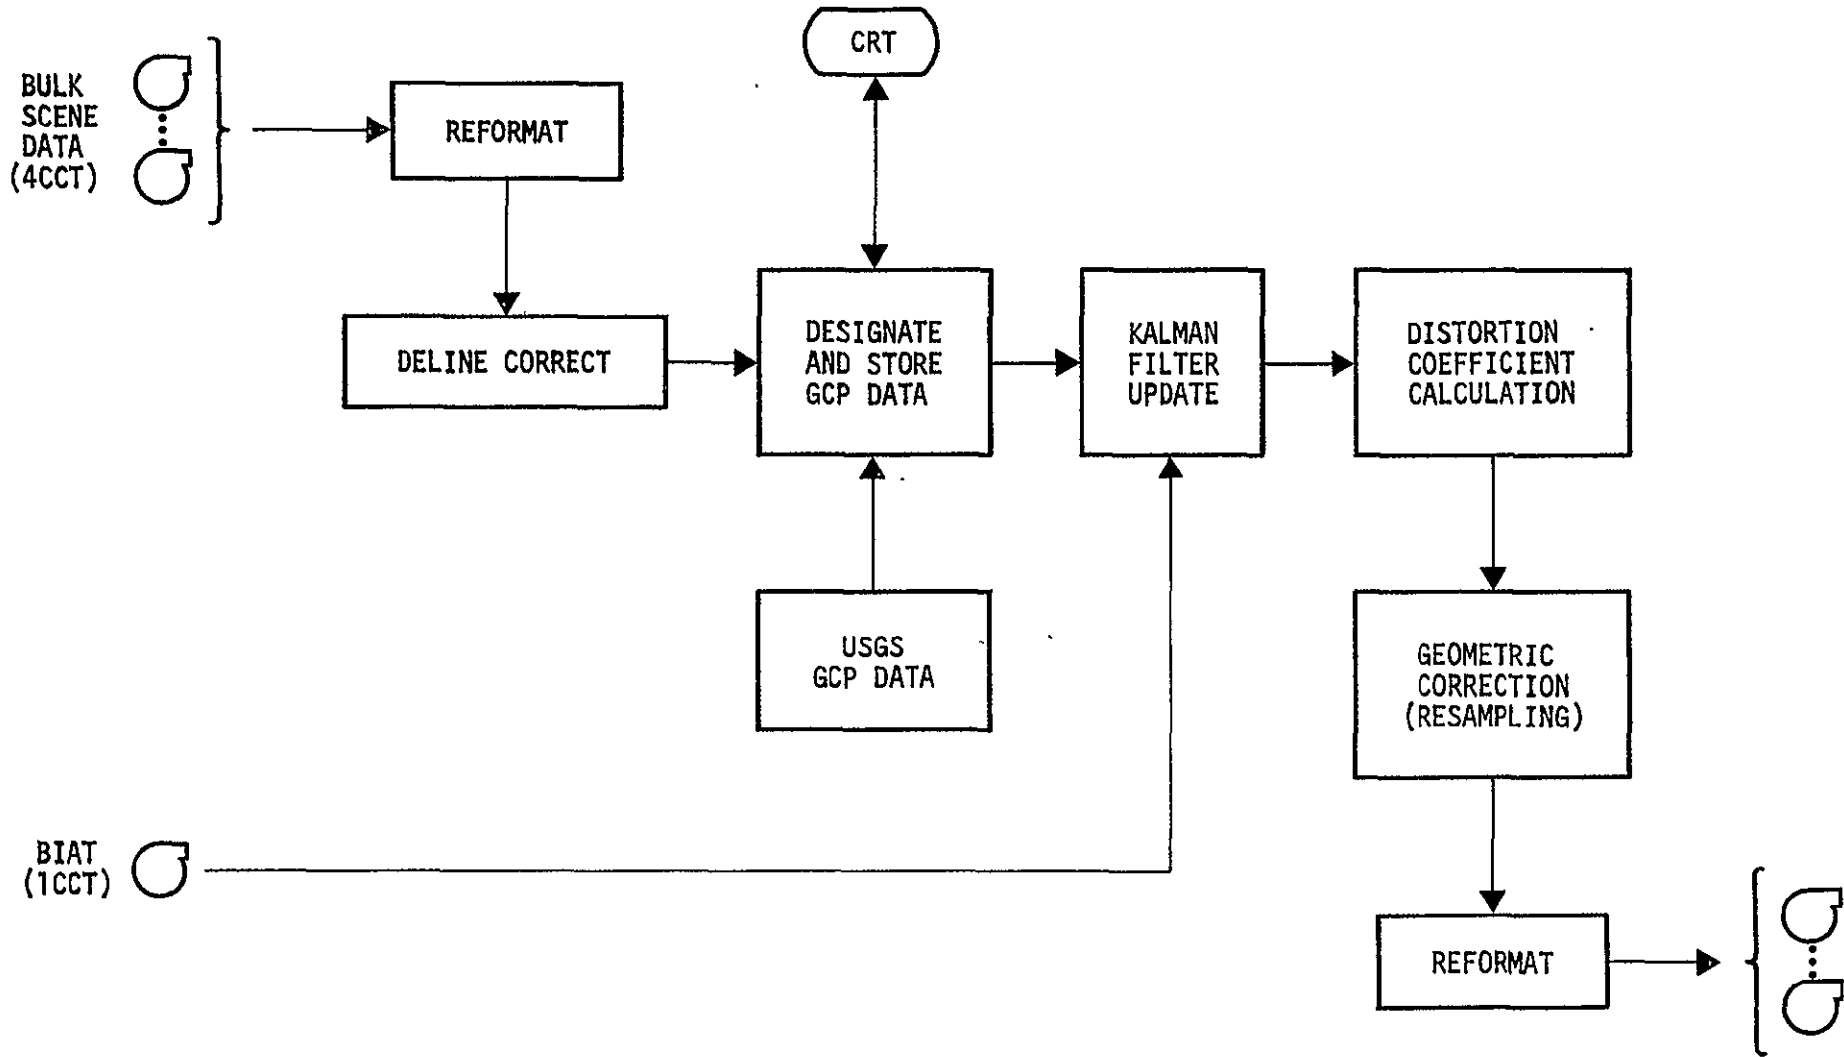 CRT
BULK
SCENE
DATA
(4CCT)
REFORMAT
DELINE CORRECT
DESIGNATE
AND STORE
GCP DATA
KALMAN
FILTER
UPDATE
DISTORTION
COEFFICIENT
CALCULATION
USGS
GCP DATA
GEOMETRIC
CORRECTION
(RESAMPLING)
BIAT
(1CCT)
REFORMAT